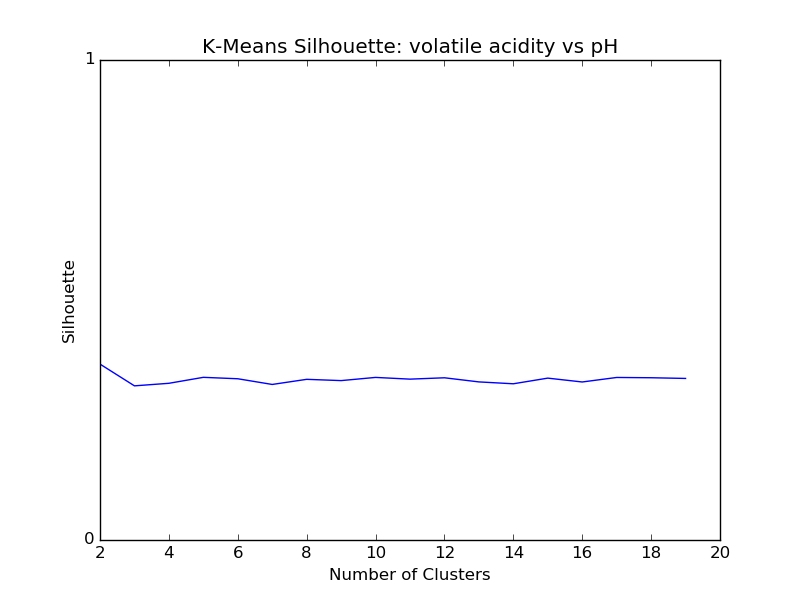 K-Means Silhouette: volatile acidity vs pH
1
Silhouette
0
2 4 6 8 10 12 14 16 18 20
Number of Clusters